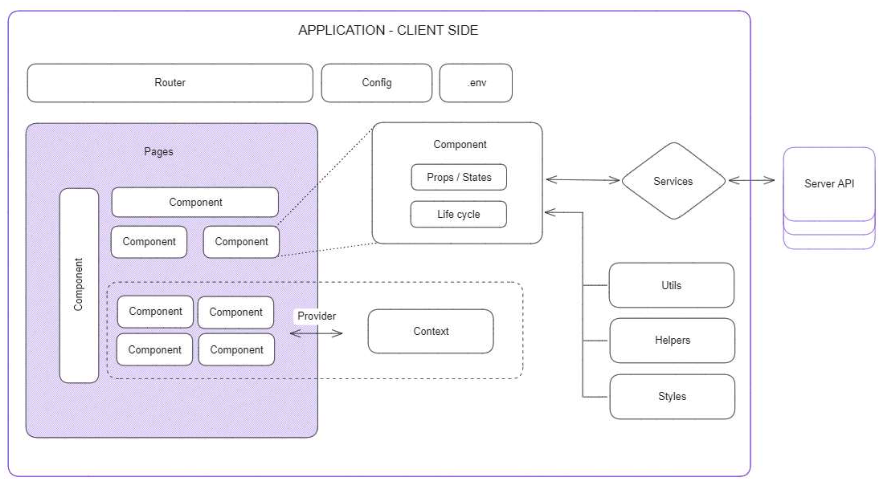 APPLICATION - CLIENT SIDE
Router
Config
.env
Pages
Component
Component
Component
Component
Component
Component
Component
Component
Provider
Context
Component
Props / States
Life cycle
Services
Server API
Utils
Helpers
Styles